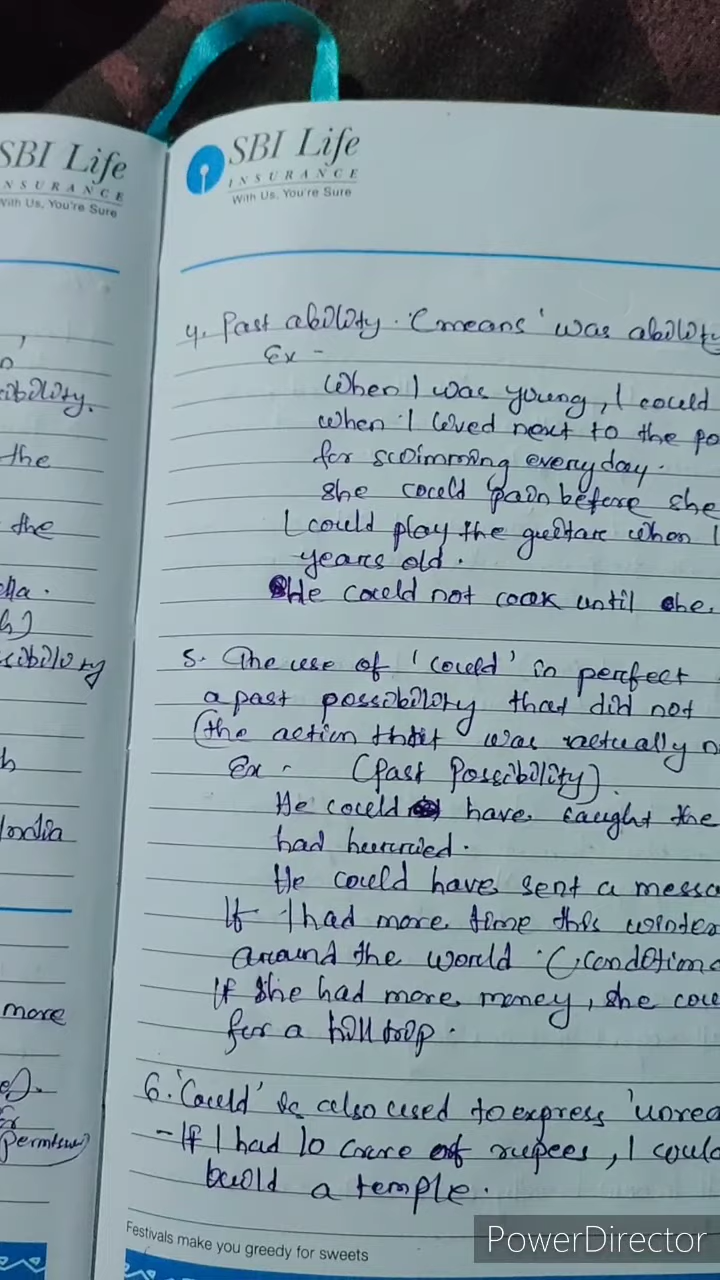 SBI Life
INSURANCE
With Us, You're Sure
the
the
more
SBI Life
INSURANCE
With Us, You're Sure
4. Past ability. (means 'was ability
Ex -
When I was young, I could
when I lived next to the po
for swimming everyday.
She could pain before she
I could play the guitar when I
years old.
She could not cook until she.
5. The use of 'could' in perfect
a past possibility that did not
(the action that was actually n
Ex - (Past Possibility)
He could have caught the
had hurried.
He could have sent a messa
If I had more time this winter
around the world. (condition
If she had more money, she cou
for a hill trip.
6. 'Could' is also used to express 'unrea
- If I had 10 crore of rupees, I could
build a temple.
Festivals make you greedy for sweets
PowerDirector